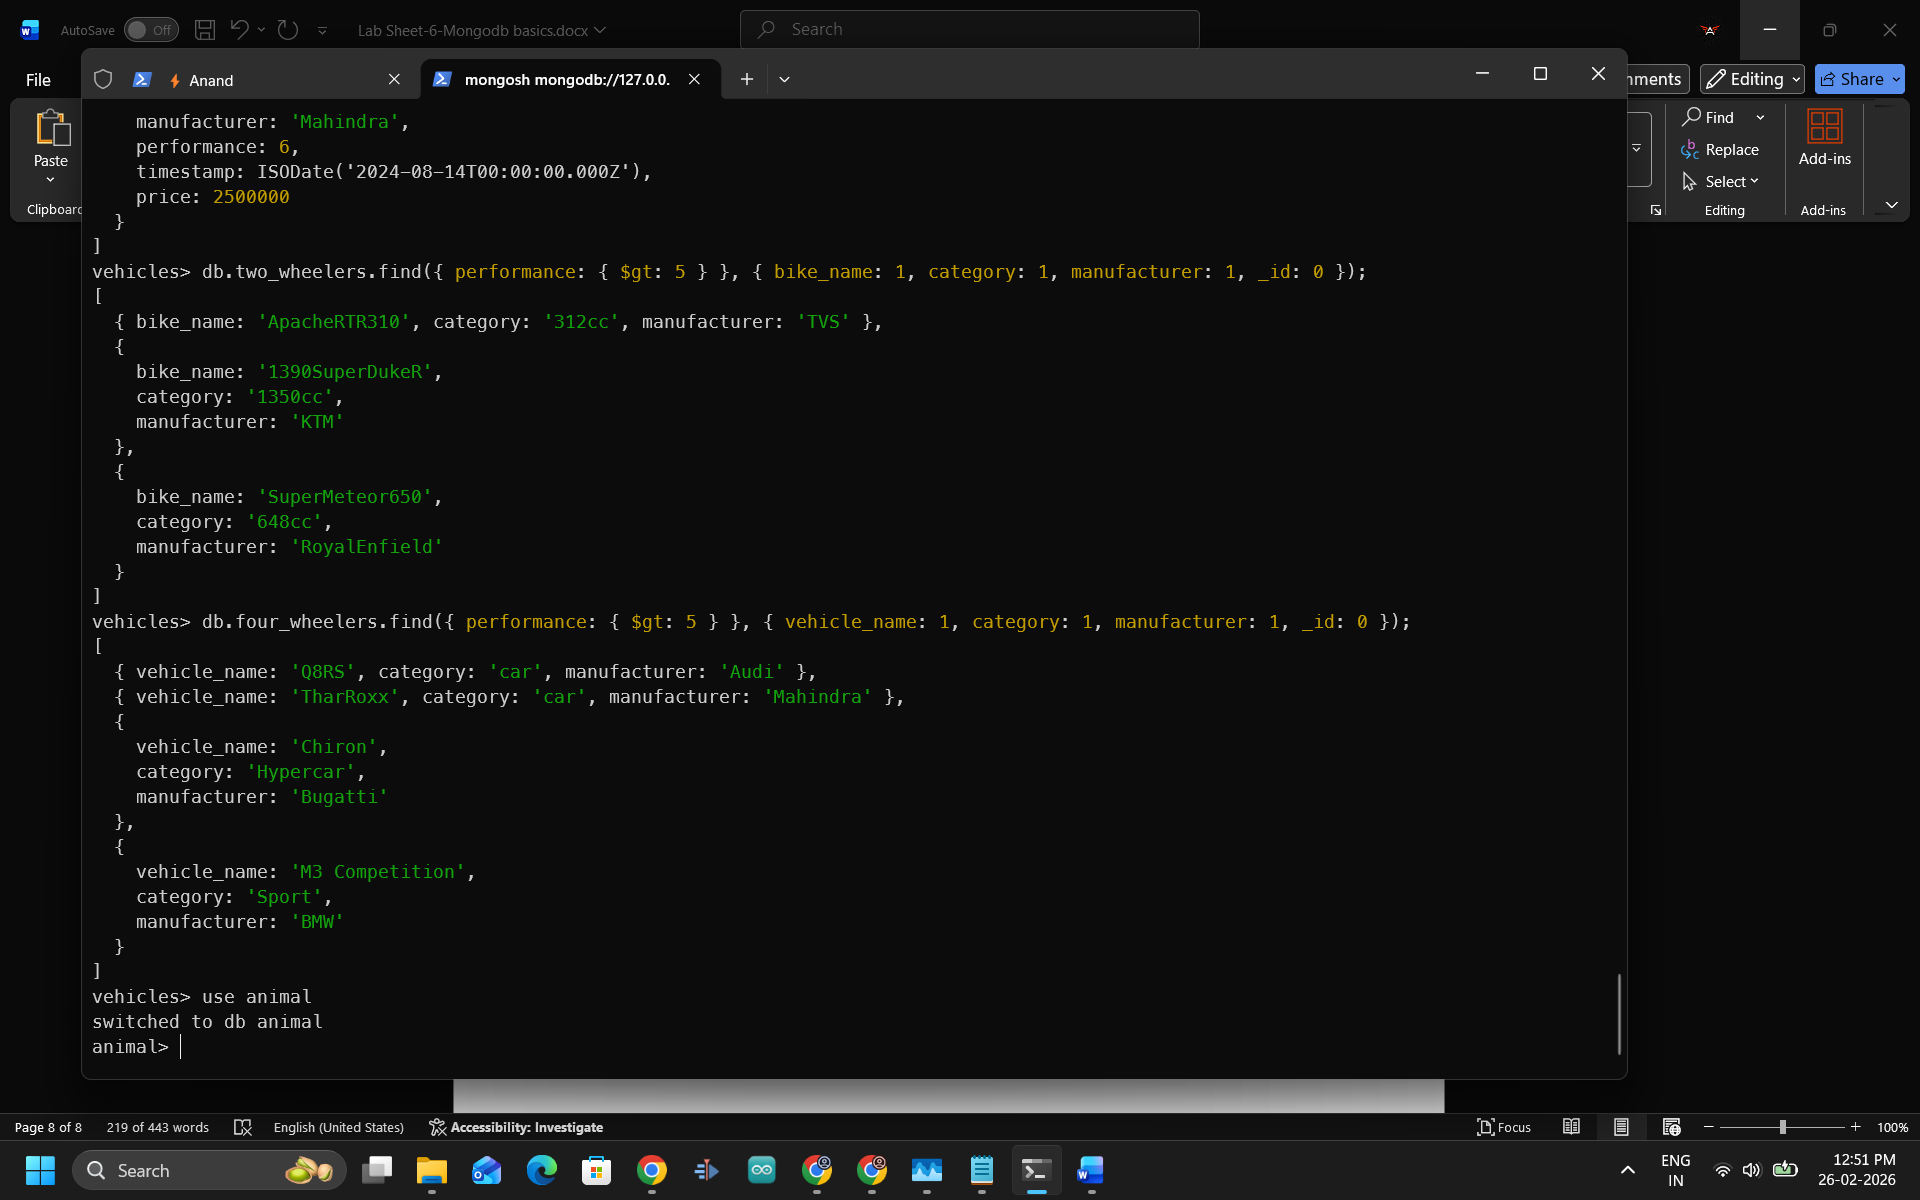 AutoSave Off Lab Sheet-6-Mongodb basics.docx Search
File Anand mongosh mongodb://127.0.0. Editing Share
Paste
Clipboard
Find
Replace
Select
Editing
Add-ins
Add-ins
manufacturer: 'Mahindra',
performance: 6,
timestamp: ISODate('2024-08-14T00:00:00.000Z'),
price: 2500000
}
]
vehicles> db.two_wheelers.find({ performance: { $gt: 5 } }, { bike_name: 1, category: 1, manufacturer: 1, _id: 0 });
[
{ bike_name: 'ApacheRTR310', category: '312cc', manufacturer: 'TVS' },
{
bike_name: '1390SuperDukeR',
category: '1350cc',
manufacturer: 'KTM'
},
{
bike_name: 'SuperMeteor650',
category: '648cc',
manufacturer: 'RoyalEnfield'
}
]
vehicles> db.four_wheelers.find({ performance: { $gt: 5 } }, { vehicle_name: 1, category: 1, manufacturer: 1, _id: 0 });
[
{ vehicle_name: 'Q8RS', category: 'car', manufacturer: 'Audi' },
{ vehicle_name: 'TharRoxx', category: 'car', manufacturer: 'Mahindra' },
{
vehicle_name: 'Chiron',
category: 'Hypercar',
manufacturer: 'Bugatti'
},
{
vehicle_name: 'M3 Competition',
category: 'Sport',
manufacturer: 'BMW'
}
]
vehicles> use animal
switched to db animal
animal>
Page 8 of 8 219 of 443 words English (United States) Accessibility: Investigate Focus 100%
Search
ENG
IN
12:51 PM
26-02-2026